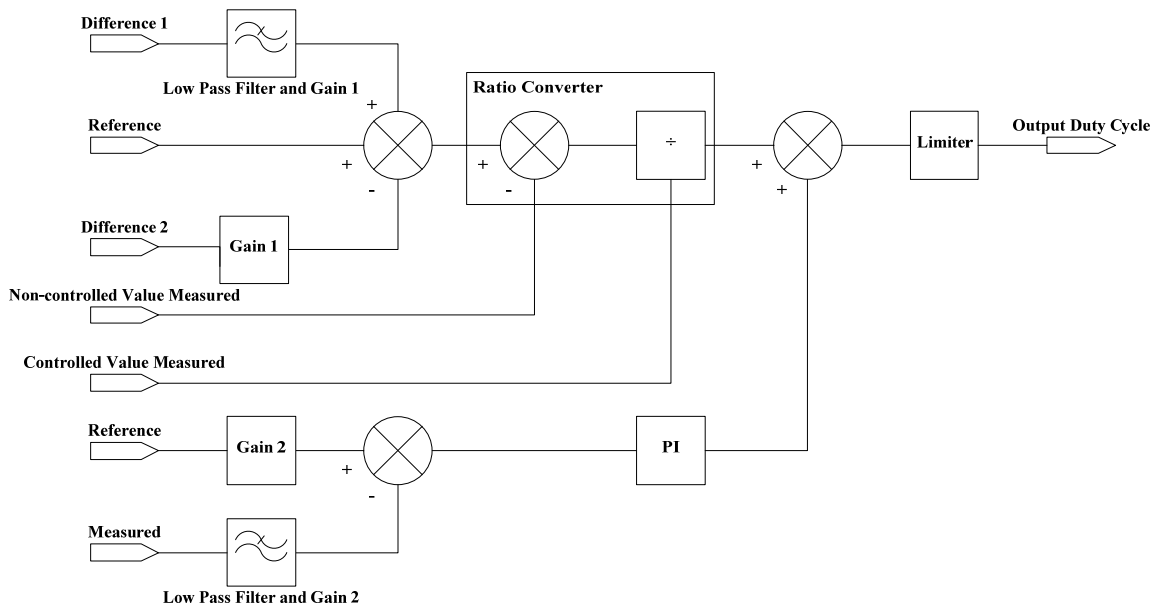 Difference 1
Low Pass Filter and Gain 1
Ratio Converter
+
Reference
+
-
+
-
÷
+
+
Limiter
Output Duty Cycle
Difference 2
Gain 1
Non-controlled Value Measured
Controlled Value Measured
Reference
Gain 2
+
-
PI
Measured
Low Pass Filter and Gain 2